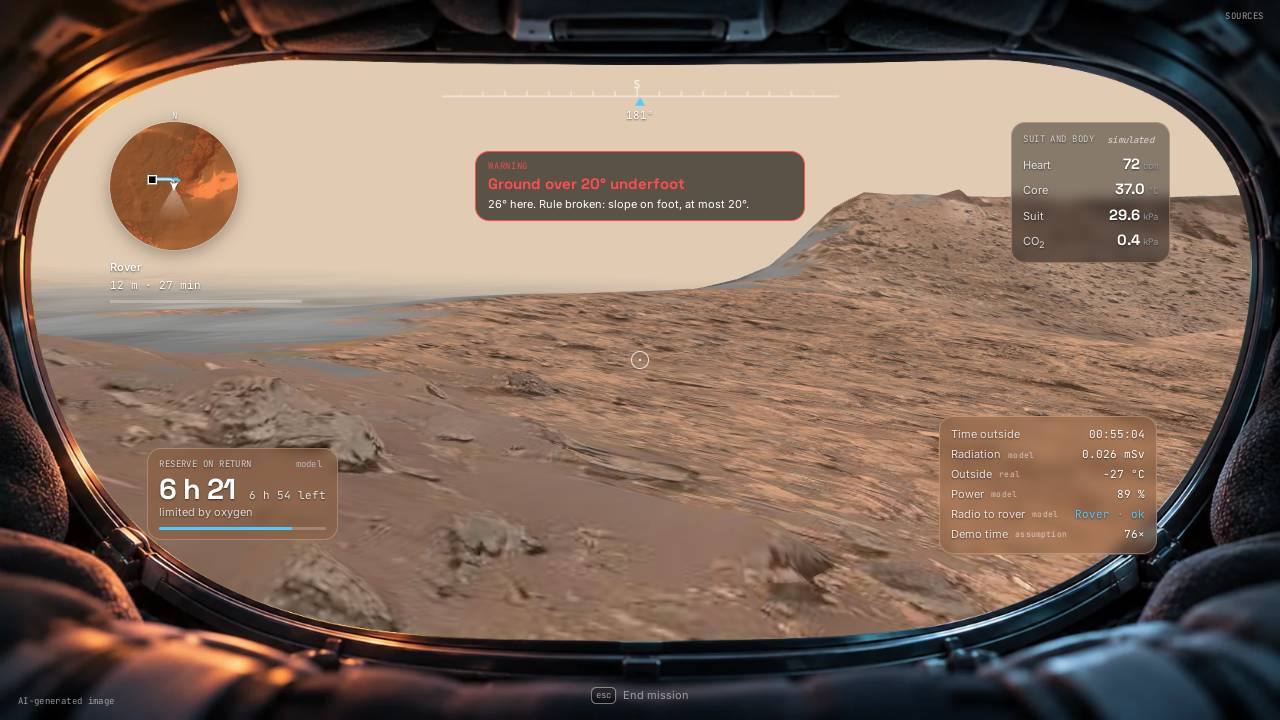 SOURCES
S
181°
N
WARNING
Ground over 20° underfoot
26° here. Rule broken: slope on foot, at most 20°.
SUIT AND BODY simulated
Heart 72 bpm
Core 37.0 °C
Suit 29.6 kPa
CO2 0.4 kPa
Rover
12 m · 27 min
RESERVE ON RETURN model
6 h 21 6 h 54 left
limited by oxygen
Time outside 00:55:04
Radiation model 0.026 mSv
Outside real -27 °C
Power model 89 %
Radio to rover model Rover · ok
Demo time assumption 76×
esc End mission
AI-generated image